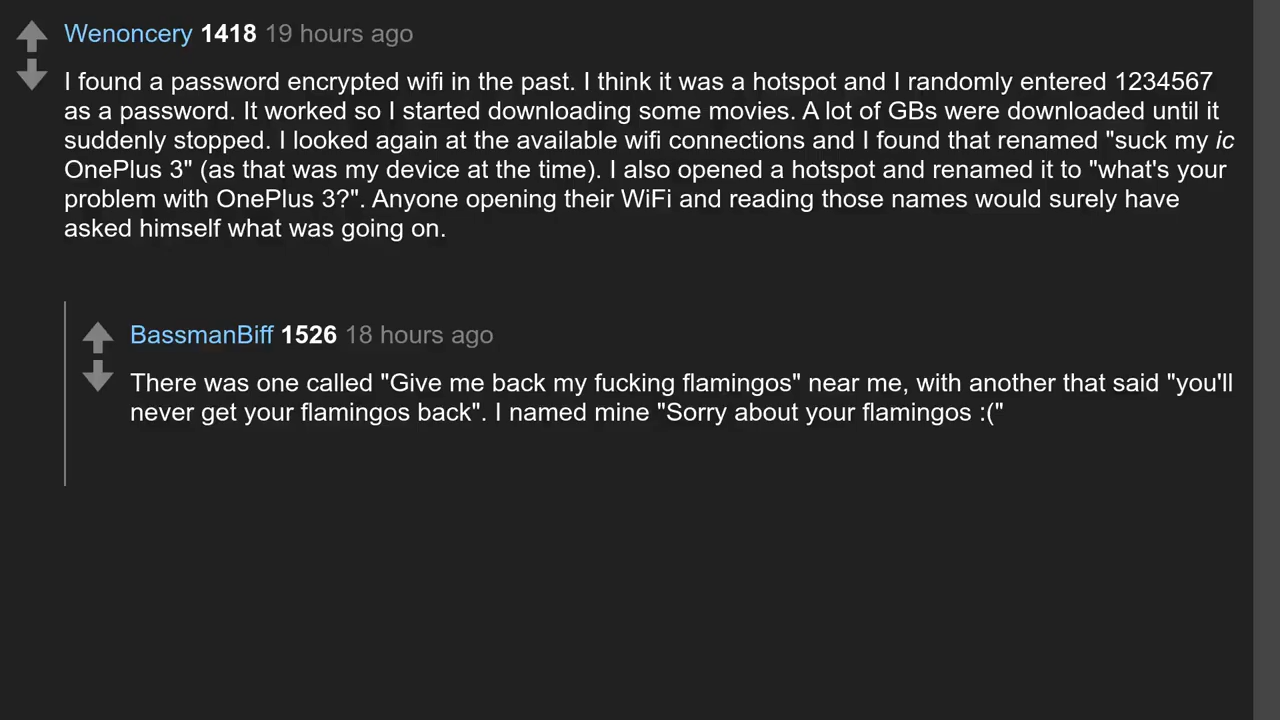 Wenoncery 1418 19 hours ago
I found a password encrypted wifi in the past. I think it was a hotspot and I randomly entered 1234567
as a password. It worked so I started downloading some movies. A lot of GBs were downloaded until it
suddenly stopped. I looked again at the available wifi connections and I found that renamed "suck my ic
OnePlus 3" (as that was my device at the time). I also opened a hotspot and renamed it to "what's your
problem with OnePlus 3?". Anyone opening their WiFi and reading those names would surely have
asked himself what was going on.
BassmanBiff 1526 18 hours ago
There was one called "Give me back my fucking flamingos" near me, with another that said "you'll
never get your flamingos back". I named mine "Sorry about your flamingos :("